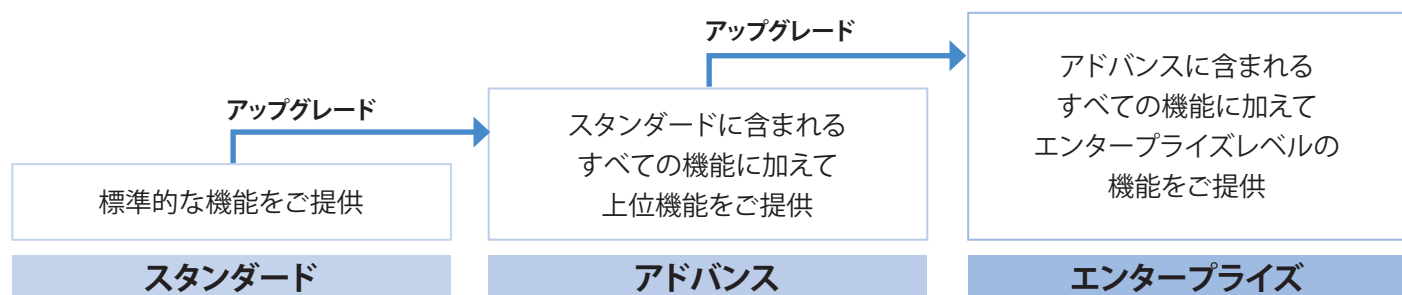 アップグレード
アップグレード
標準的な機能をご提供
スタンダードに含まれる
すべての機能に加えて
上位機能をご提供
アドバンスに含まれる
すべての機能に加えて
エンタープライズレベルの
機能をご提供
スタンダード
アドバンス
エンタープライズ